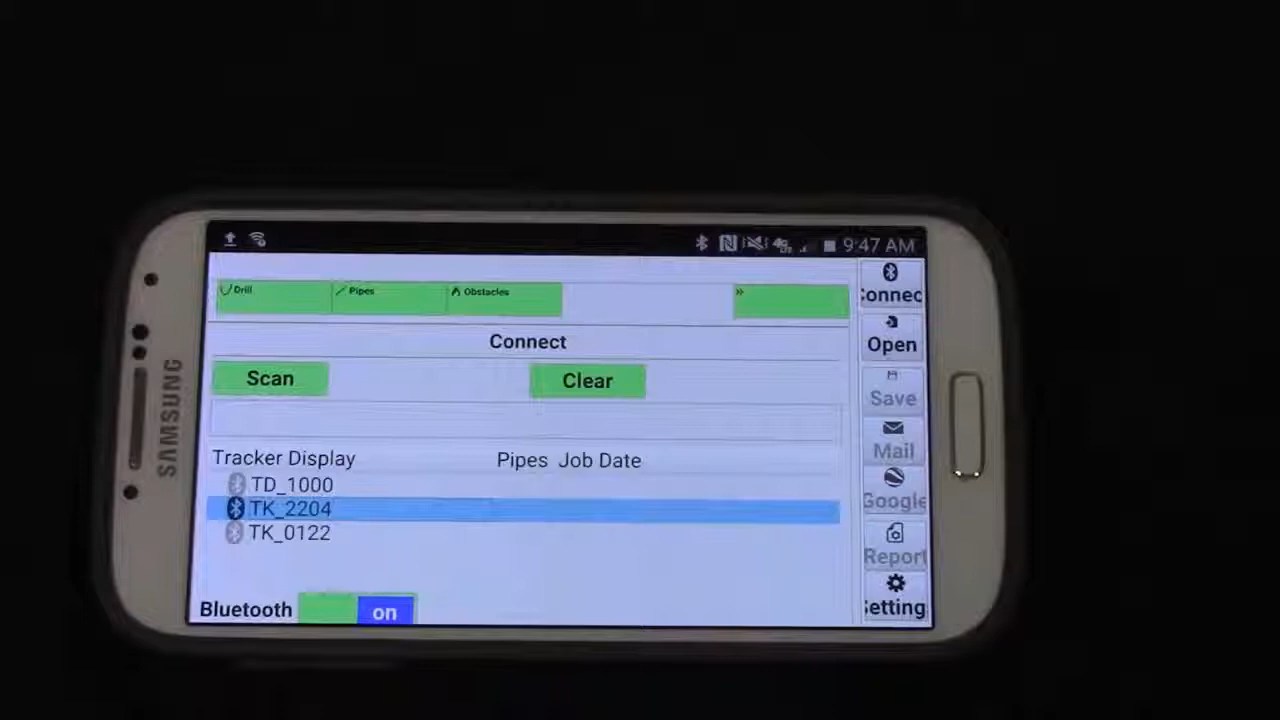 SAMSUNG
9:47 AM
Drill Pipes Obstacles »
Connect
Scan Clear
Tracker Display Pipes Job Date
TD_1000
TK_2204
TK_0122
Bluetooth on
Connec
Open
Save
Mail
Google
Report
Setting